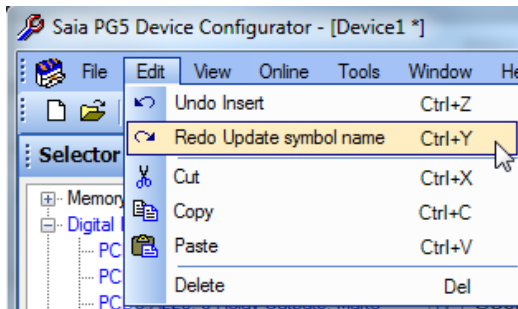 Saia PG5 Device Configurator - [Device1 *]
File Edit View Online Tools Window
Undo Insert Ctrl+Z
Redo Update symbol name Ctrl+Y
Selector
Cut Ctrl+X
Memory
Copy Ctrl+C
Digital
Paste Ctrl+V
PC
PC
Delete Del